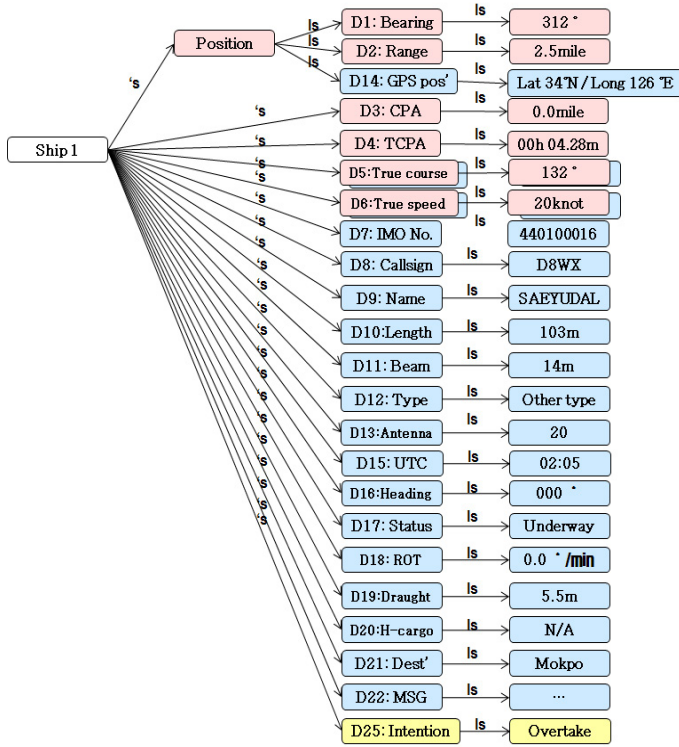 Is
D1: Bearing
312 °
Is
Position
Is
Is
D2: Range
2.5mile
Is
Is
D14: GPS pos'
Lat 34°N / Long 126 °E
's
's
Is
D3: CPA
0.0mile
's
Is
Ship 1
D4: TCPA
00h 04.28m
's
Is
D5:True course
132 °
's
Is
D6:True speed
20knot
's
Is
D7: IMO No.
440100016
's
Is
D8: Callsign
D8WX
's
Is
D9: Name
SAEYUDAL
's
Is
D10:Length
103m
's
Is
D11: Beam
14m
's
Is
D12: Type
Other type
's
Is
D13:Antenna
20
's
Is
D15: UTC
02:05
's
Is
D16:Heading
000 °
's
Is
D17: Status
Underway
's
Is
D18: ROT
0.0 ° /min
's
Is
D19:Draught
5.5m
's
Is
D20:H-cargo
N/A
's
Is
D21: Dest'
Mokpo
Is
D22: MSG
...
Is
D25: Intention
Overtake